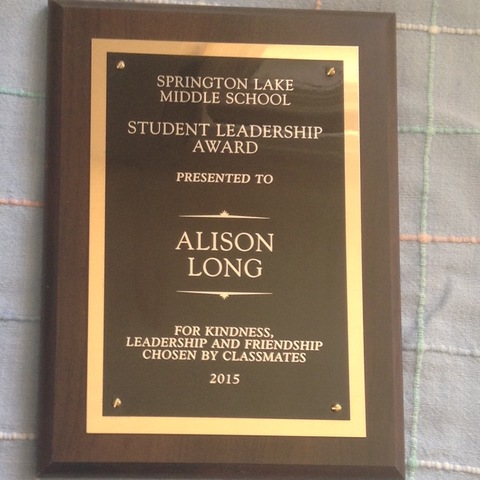 SPRINGTON LAKE
MIDDLE SCHOOL
STUDENT LEADERSHIP
AWARD
PRESENTED TO
ALISON
LONG
FOR KINDNESS,
LEADERSHIP AND FRIENDSHIP
CHOSEN BY CLASSMATES
2015